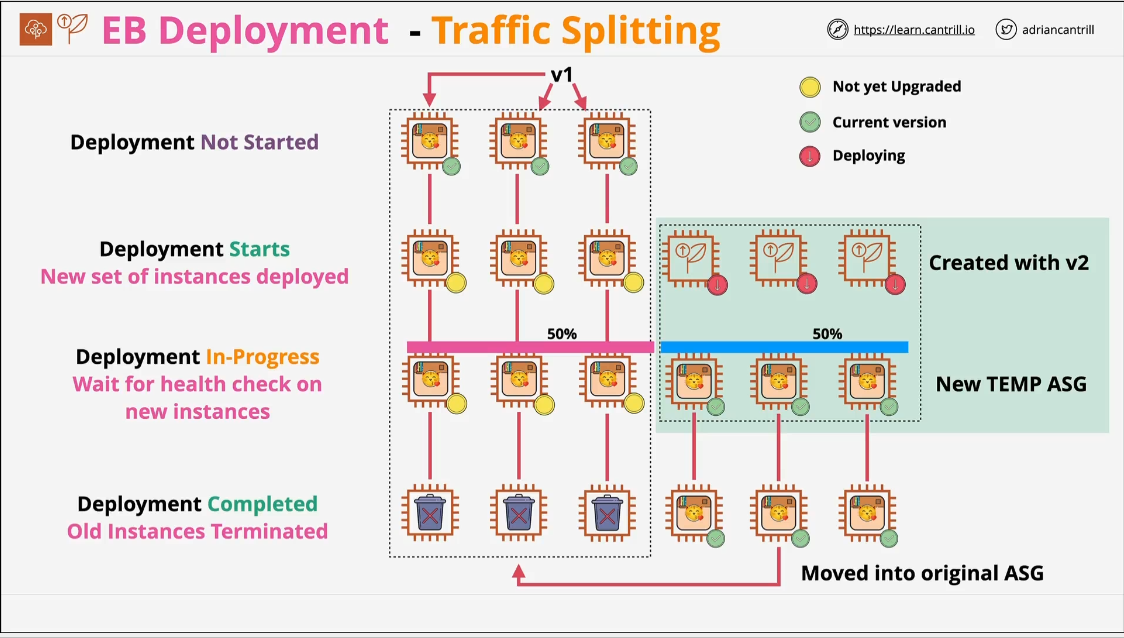 EB Deployment - Traffic Splitting
https://learn.cantrill.io
adriancantrill
v1
Not yet Upgraded
Current version
Deploying
Deployment Not Started
Deployment Starts
New set of instances deployed
Created with v2
50%
50%
Deployment In-Progress
Wait for health check on
new instances
New TEMP ASG
Deployment Completed
Old Instances Terminated
Moved into original ASG